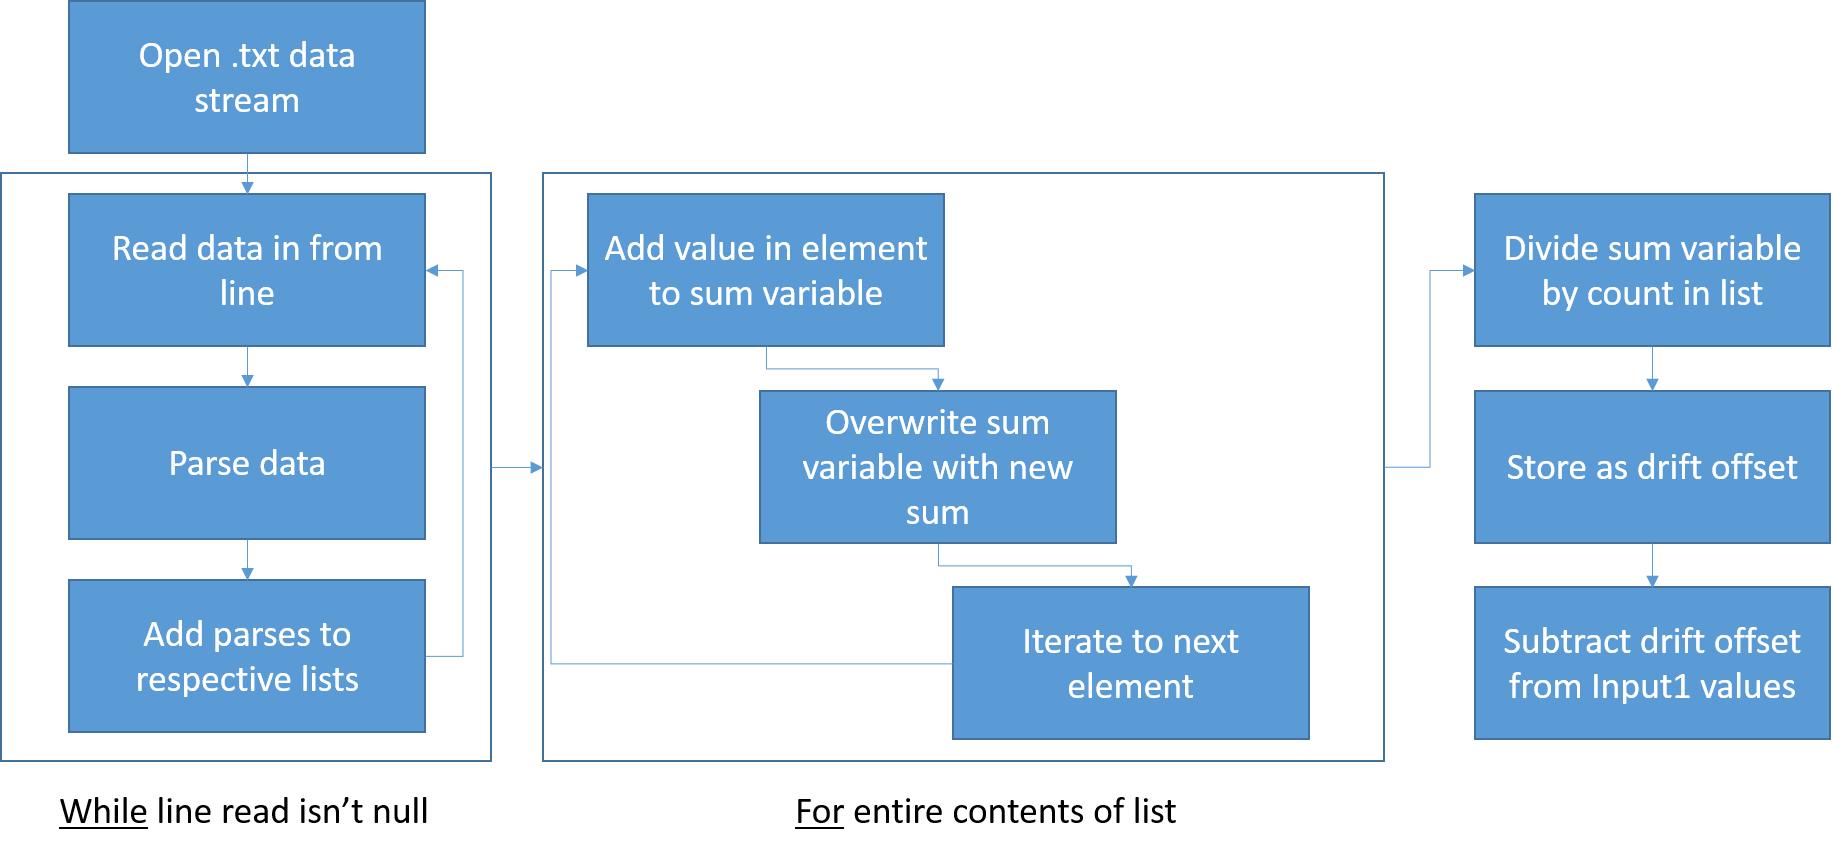 Open .txt data
stream
Read data in from
line
Parse data
Add parses to
respective lists
While line read isn’t null
Add value in element
to sum variable
Overwrite sum
variable with new
sum
Iterate to next
element
For entire contents of list
Divide sum variable
by count in list
Store as drift offset
Subtract drift offset
from Input1 values